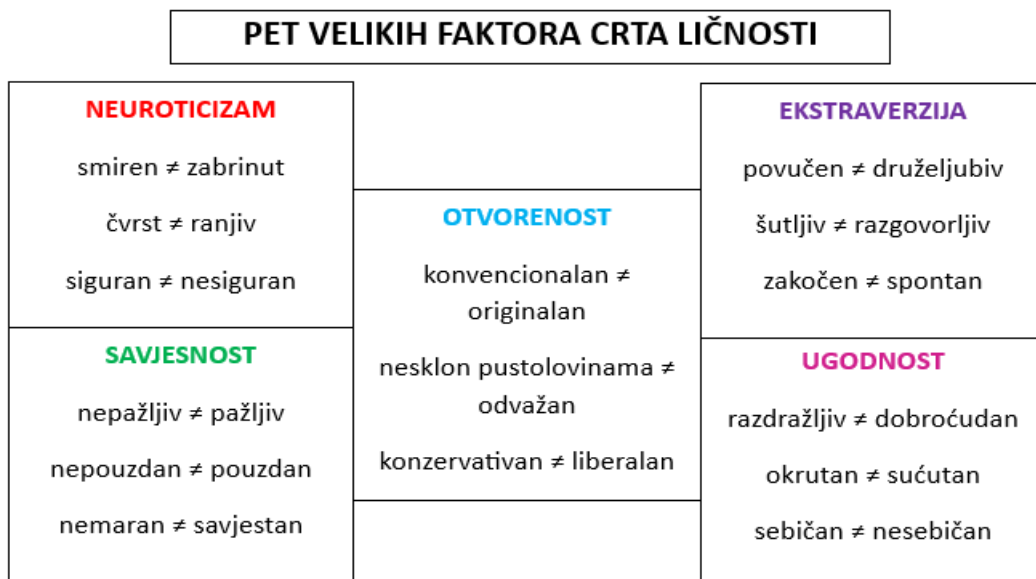 PET VELIKIH FAKTORA CRTA LIČNOSTI
NEUROTICIZAM
smiren ≠ zabrinut
čvrst ≠ ranjiv
siguran ≠ nesiguran
SAVJESNOST
nepažljiv ≠ pažljiv
nepouzdan ≠ pouzdan
nemaran ≠ savjestan
OTVORENOST
konvencionalan ≠
originalan
nesklon pustolovinama ≠
odvažan
konzervativan ≠ liberalan
EKSTRAVERZIJA
povučen ≠ druželjubiv
šutljiv ≠ razgovorljiv
zakočen ≠ spontan
UGODNOST
razdražljiv ≠ dobroćudan
okrutan ≠ sućutan
sebičan ≠ nesebičan